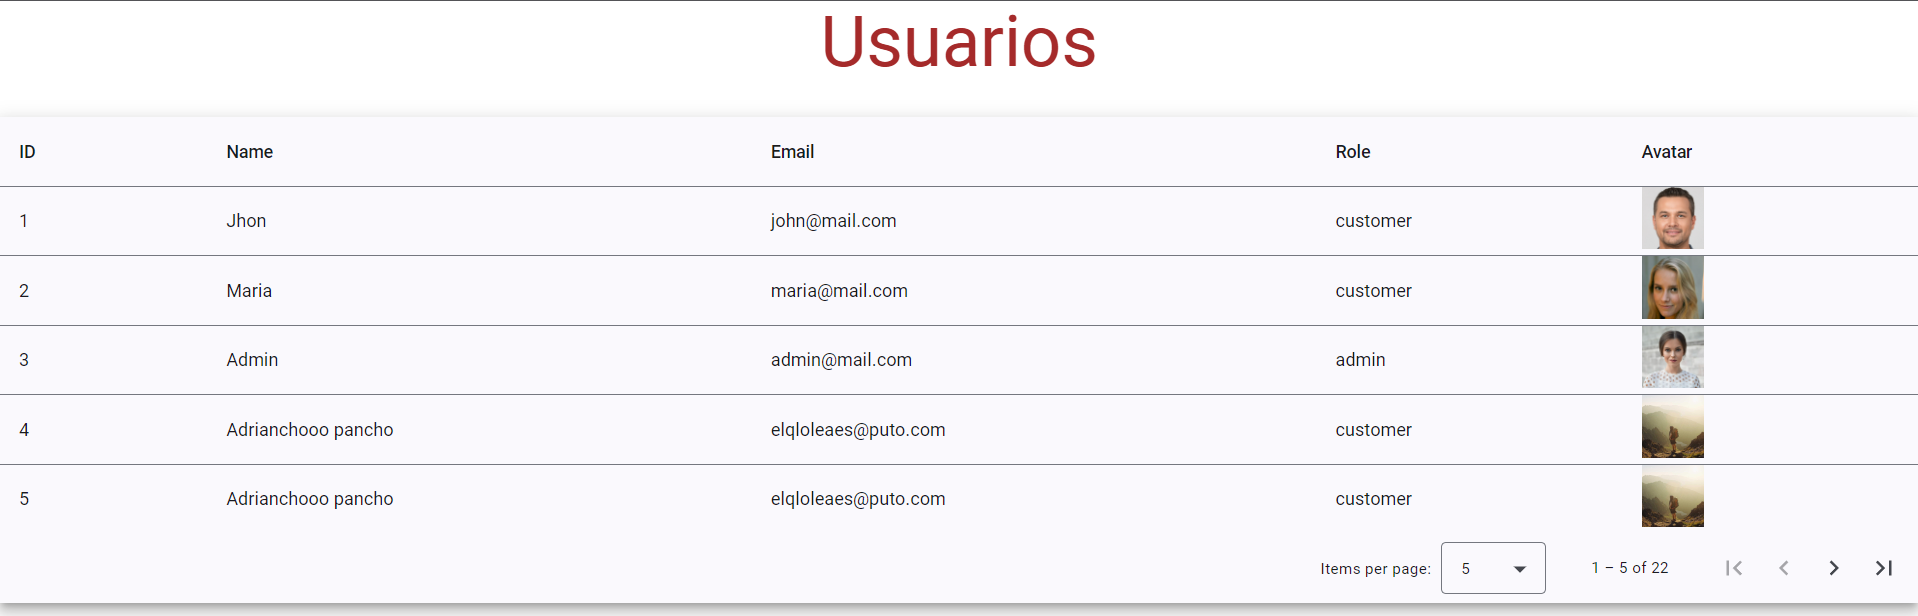 Usuarios
ID Name Email Role Avatar
1 Jhon john@mail.com customer
2 Maria maria@mail.com customer
3 Admin admin@mail.com admin
4 Adrianchooo pancho elqloleaes@puto.com customer
5 Adrianchooo pancho elqloleaes@puto.com customer
Items per page: 5 1 – 5 of 22